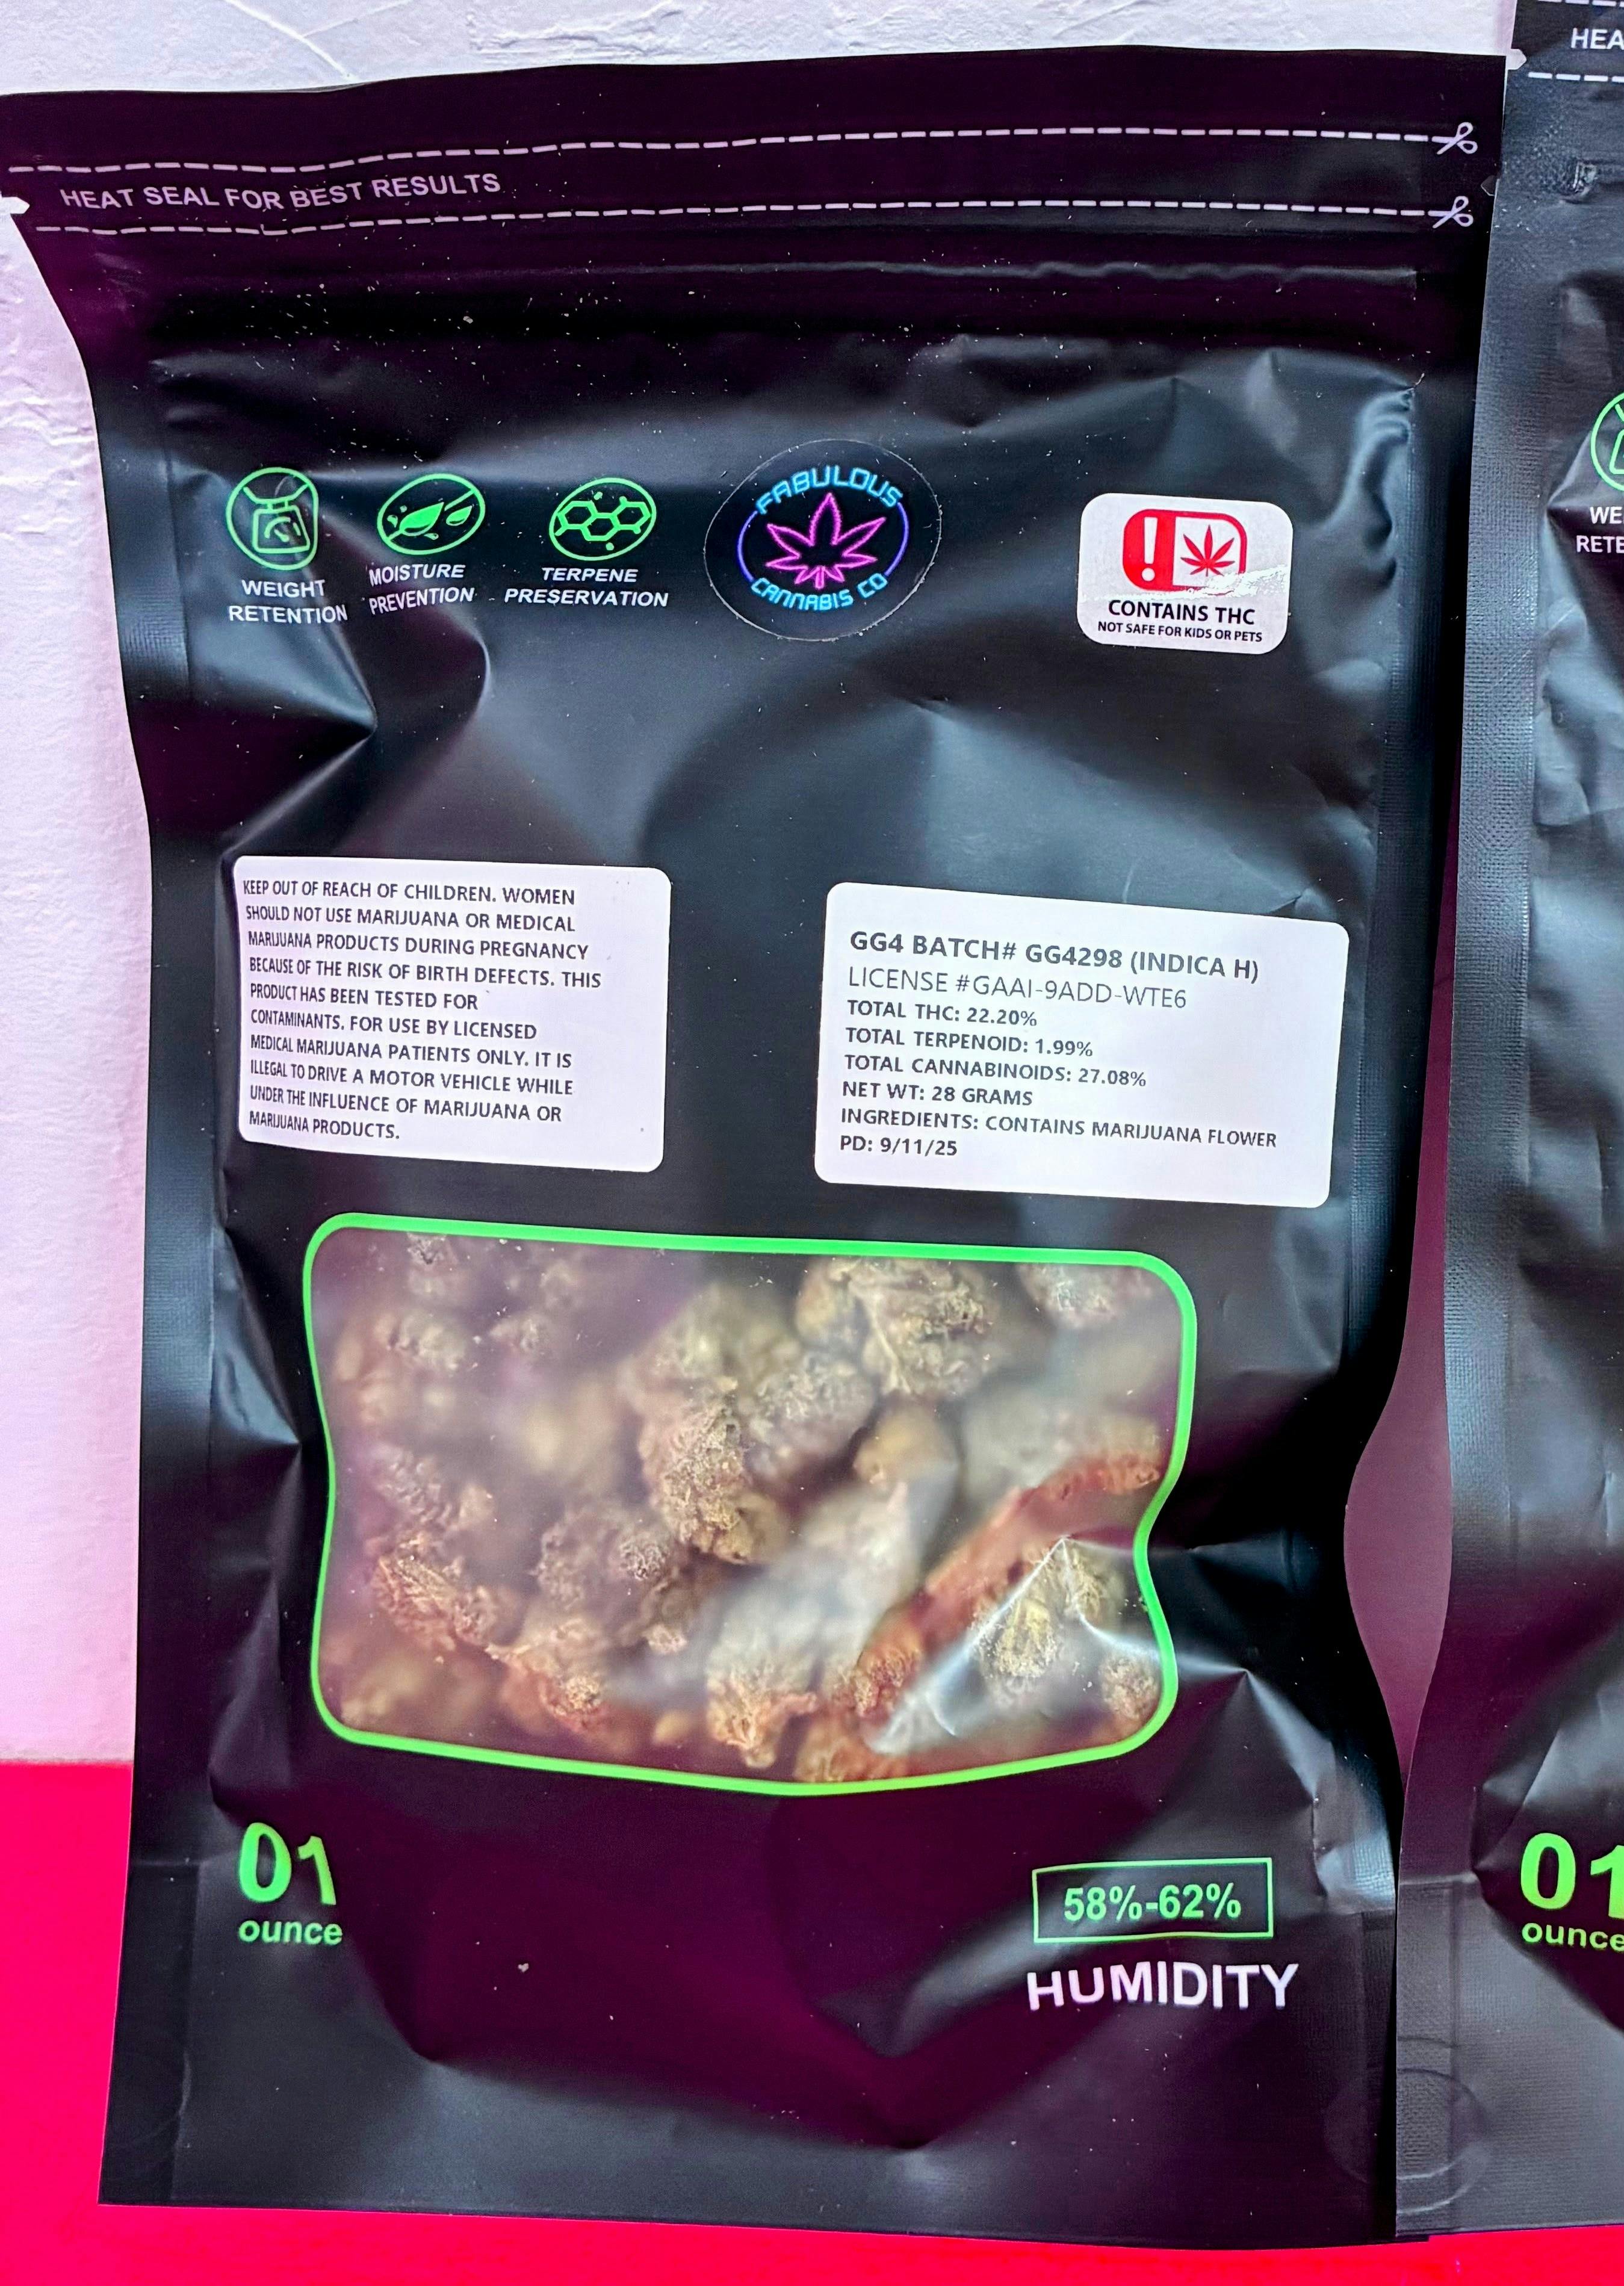 HEAT SEAL FOR BEST RESULTS
WEIGHT
RETENTION
MOISTURE
PREVENTION
TERPENE
PRESERVATION
FABULOUS
CANNABIS CO
CONTAINS THC
NOT SAFE FOR KIDS OR PETS
KEEP OUT OF REACH OF CHILDREN. WOMEN
SHOULD NOT USE MARIJUANA OR MEDICAL
MARIJUANA PRODUCTS DURING PREGNANCY
BECAUSE OF THE RISK OF BIRTH DEFECTS. THIS
PRODUCT HAS BEEN TESTED FOR
CONTAMINANTS. FOR USE BY LICENSED
MEDICAL MARIJUANA PATIENTS ONLY. IT IS
ILLEGAL TO DRIVE A MOTOR VEHICLE WHILE
UNDER THE INFLUENCE OF MARIJUANA OR
MARIJUANA PRODUCTS.
GG4 BATCH# GG4298 (INDICA H)
LICENSE #GAAI-9ADD-WTE6
TOTAL THC: 22.20%
TOTAL TERPENOID: 1.99%
TOTAL CANNABINOIDS: 27.08%
NET WT: 28 GRAMS
INGREDIENTS: CONTAINS MARIJUANA FLOWER
PD: 9/11/25
01
ounce
58%-62%
HUMIDITY
HEA
WE
RETE
01
ounce